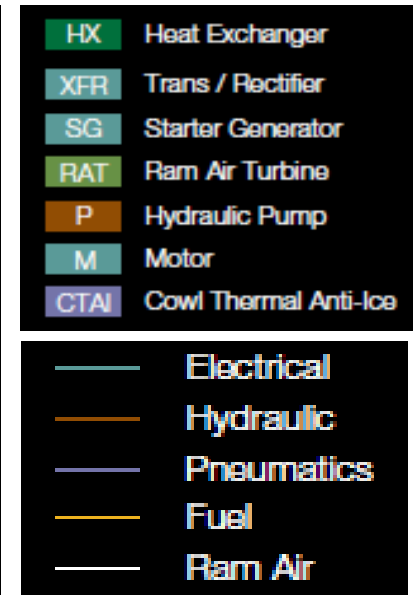 HX Heat Exchanger
XFR Trans / Rectifier
SG Starter Generator
RAT Ram Air Turbine
P Hydraulic Pump
M Motor
CTAI Cowl Thermal Anti-Ice
Electrical
Hydraulic
Pneumatics
Fuel
Ram Air